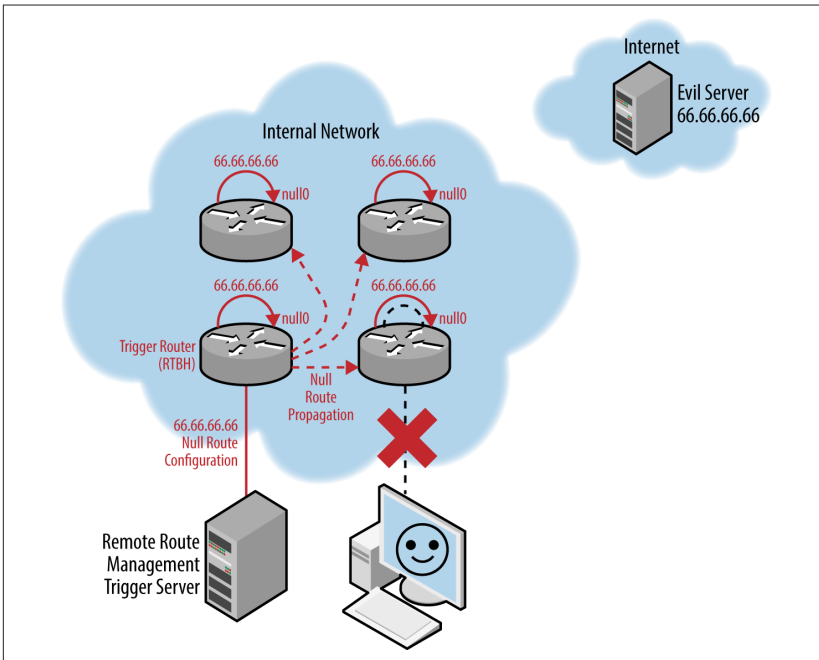 Internet
Evil Server
66.66.66.66
Internal Network
66.66.66.66
null0
66.66.66.66
null0
66.66.66.66
null0
66.66.66.66
null0
Trigger Router
(RTBH)
Null
Route
Propagation
66.66.66.66
Null Route
Configuration
Remote Route
Management
Trigger Server